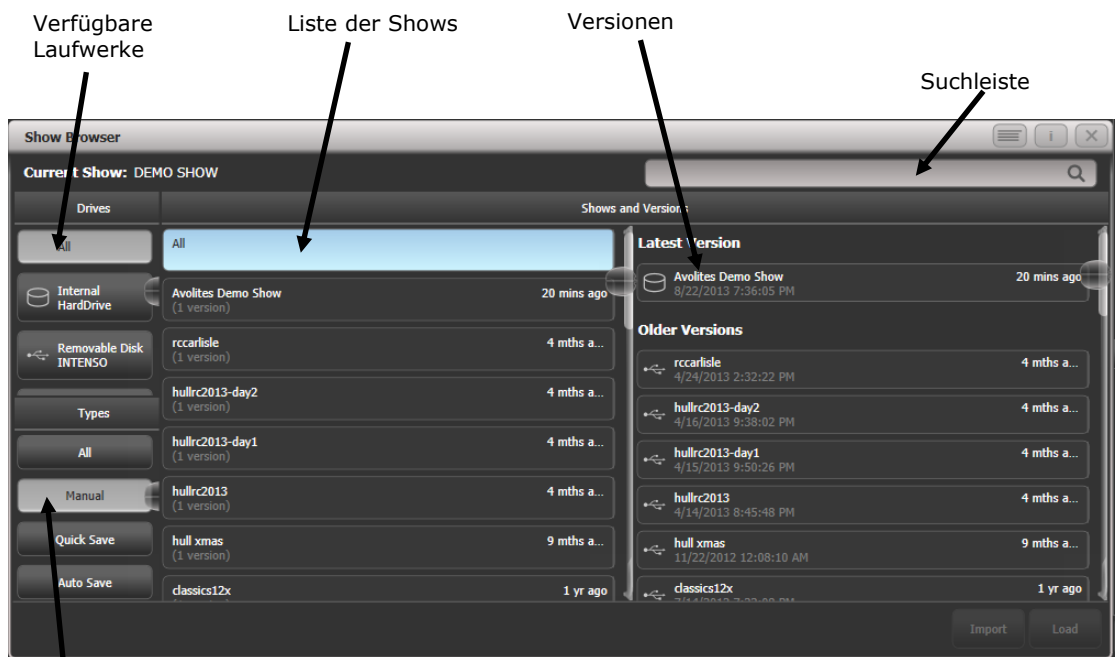 Verfügbare
Laufwerke
Liste der Shows
Versionen
Suchleiste
Show Browser
i
Current Show: DEMO SHOW
Drives
Shows and Versions
All
Internal
HardDrive
Removable Disk
INTENSO
Types
All
Manual
Quick Save
Auto Save
All
Avolites Demo Show 20 mins ago
(1 version)
rccarlisle 4 mths a...
(1 version)
hullrc2013-day2 4 mths a...
(1 version)
hullrc2013-day1 4 mths a...
(1 version)
hullrc2013 4 mths a...
(1 version)
hull xmas 9 mths a...
(1 version)
classics12x 1 yr ago
Latest Version
Avolites Demo Show 20 mins ago
8/22/2013 7:36:05 PM
Older Versions
rccarlisle 4 mths a...
4/24/2013 2:32:22 PM
hullrc2013-day2 4 mths a...
4/16/2013 9:38:02 PM
hullrc2013-day1 4 mths a...
4/15/2013 9:50:26 PM
hullrc2013 4 mths a...
4/14/2013 8:45:48 PM
hull xmas 9 mths a...
11/22/2012 12:08:10 AM
classics12x 1 yr ago
Import
Load